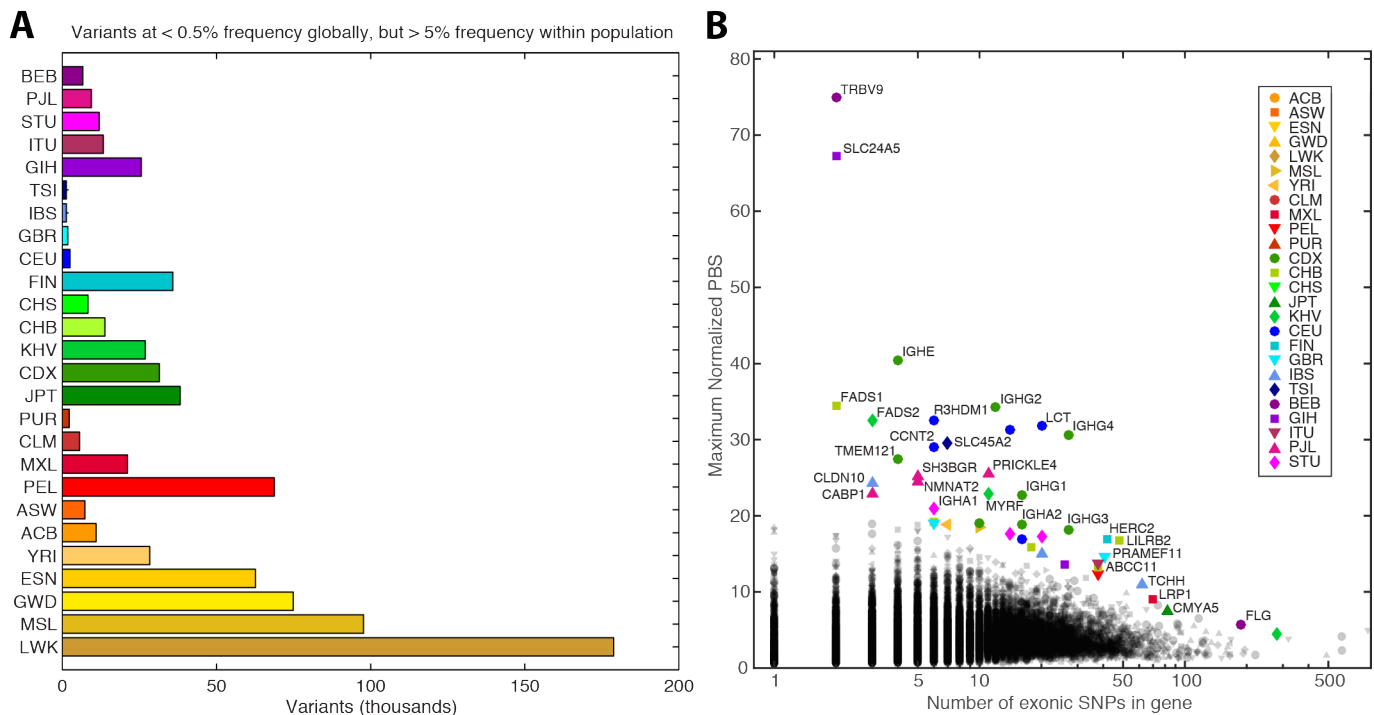 A
Variants at < 0.5% frequency globally, but > 5% frequency within population
BEB
PJL
STU
ITU
GIH
TSI
IBS
GBR
CEU
FIN
CHS
CHB
KHV
CDX
JPT
PUR
CLM
MXL
PEL
ASW
ACB
YRI
ESN
GWD
MSL
LWK
0 50 100 150 200
Variants (thousands)
B
Maximum Normalized PBS
80
70
60
50
40
30
20
10
0
TRBV9
SLC24A5
IGHE
FADS1
FADS2
R3HDM1
IGHG2
LCT
IGHG4
CCNT2
SLC45A2
TMEM121
SH3BGR
PRICKLE4
CLDN10
NMNAT2
CABP1
IGHG1
IGHA1
MYRF
IGHA2
IGHG3
HERC2
LILRB2
PRAMEF11
ABCC11
TCHH
LRP1
CMYA5
FLG
ACB
ASW
ESN
GWD
LWK
MSL
YRI
CLM
MXL
PEL
PUR
CDX
CHB
CHS
JPT
KHV
CEU
FIN
GBR
IBS
TSI
BEB
GIH
ITU
PJL
STU
1 5 10 50 100 500
Number of exonic SNPs in gene